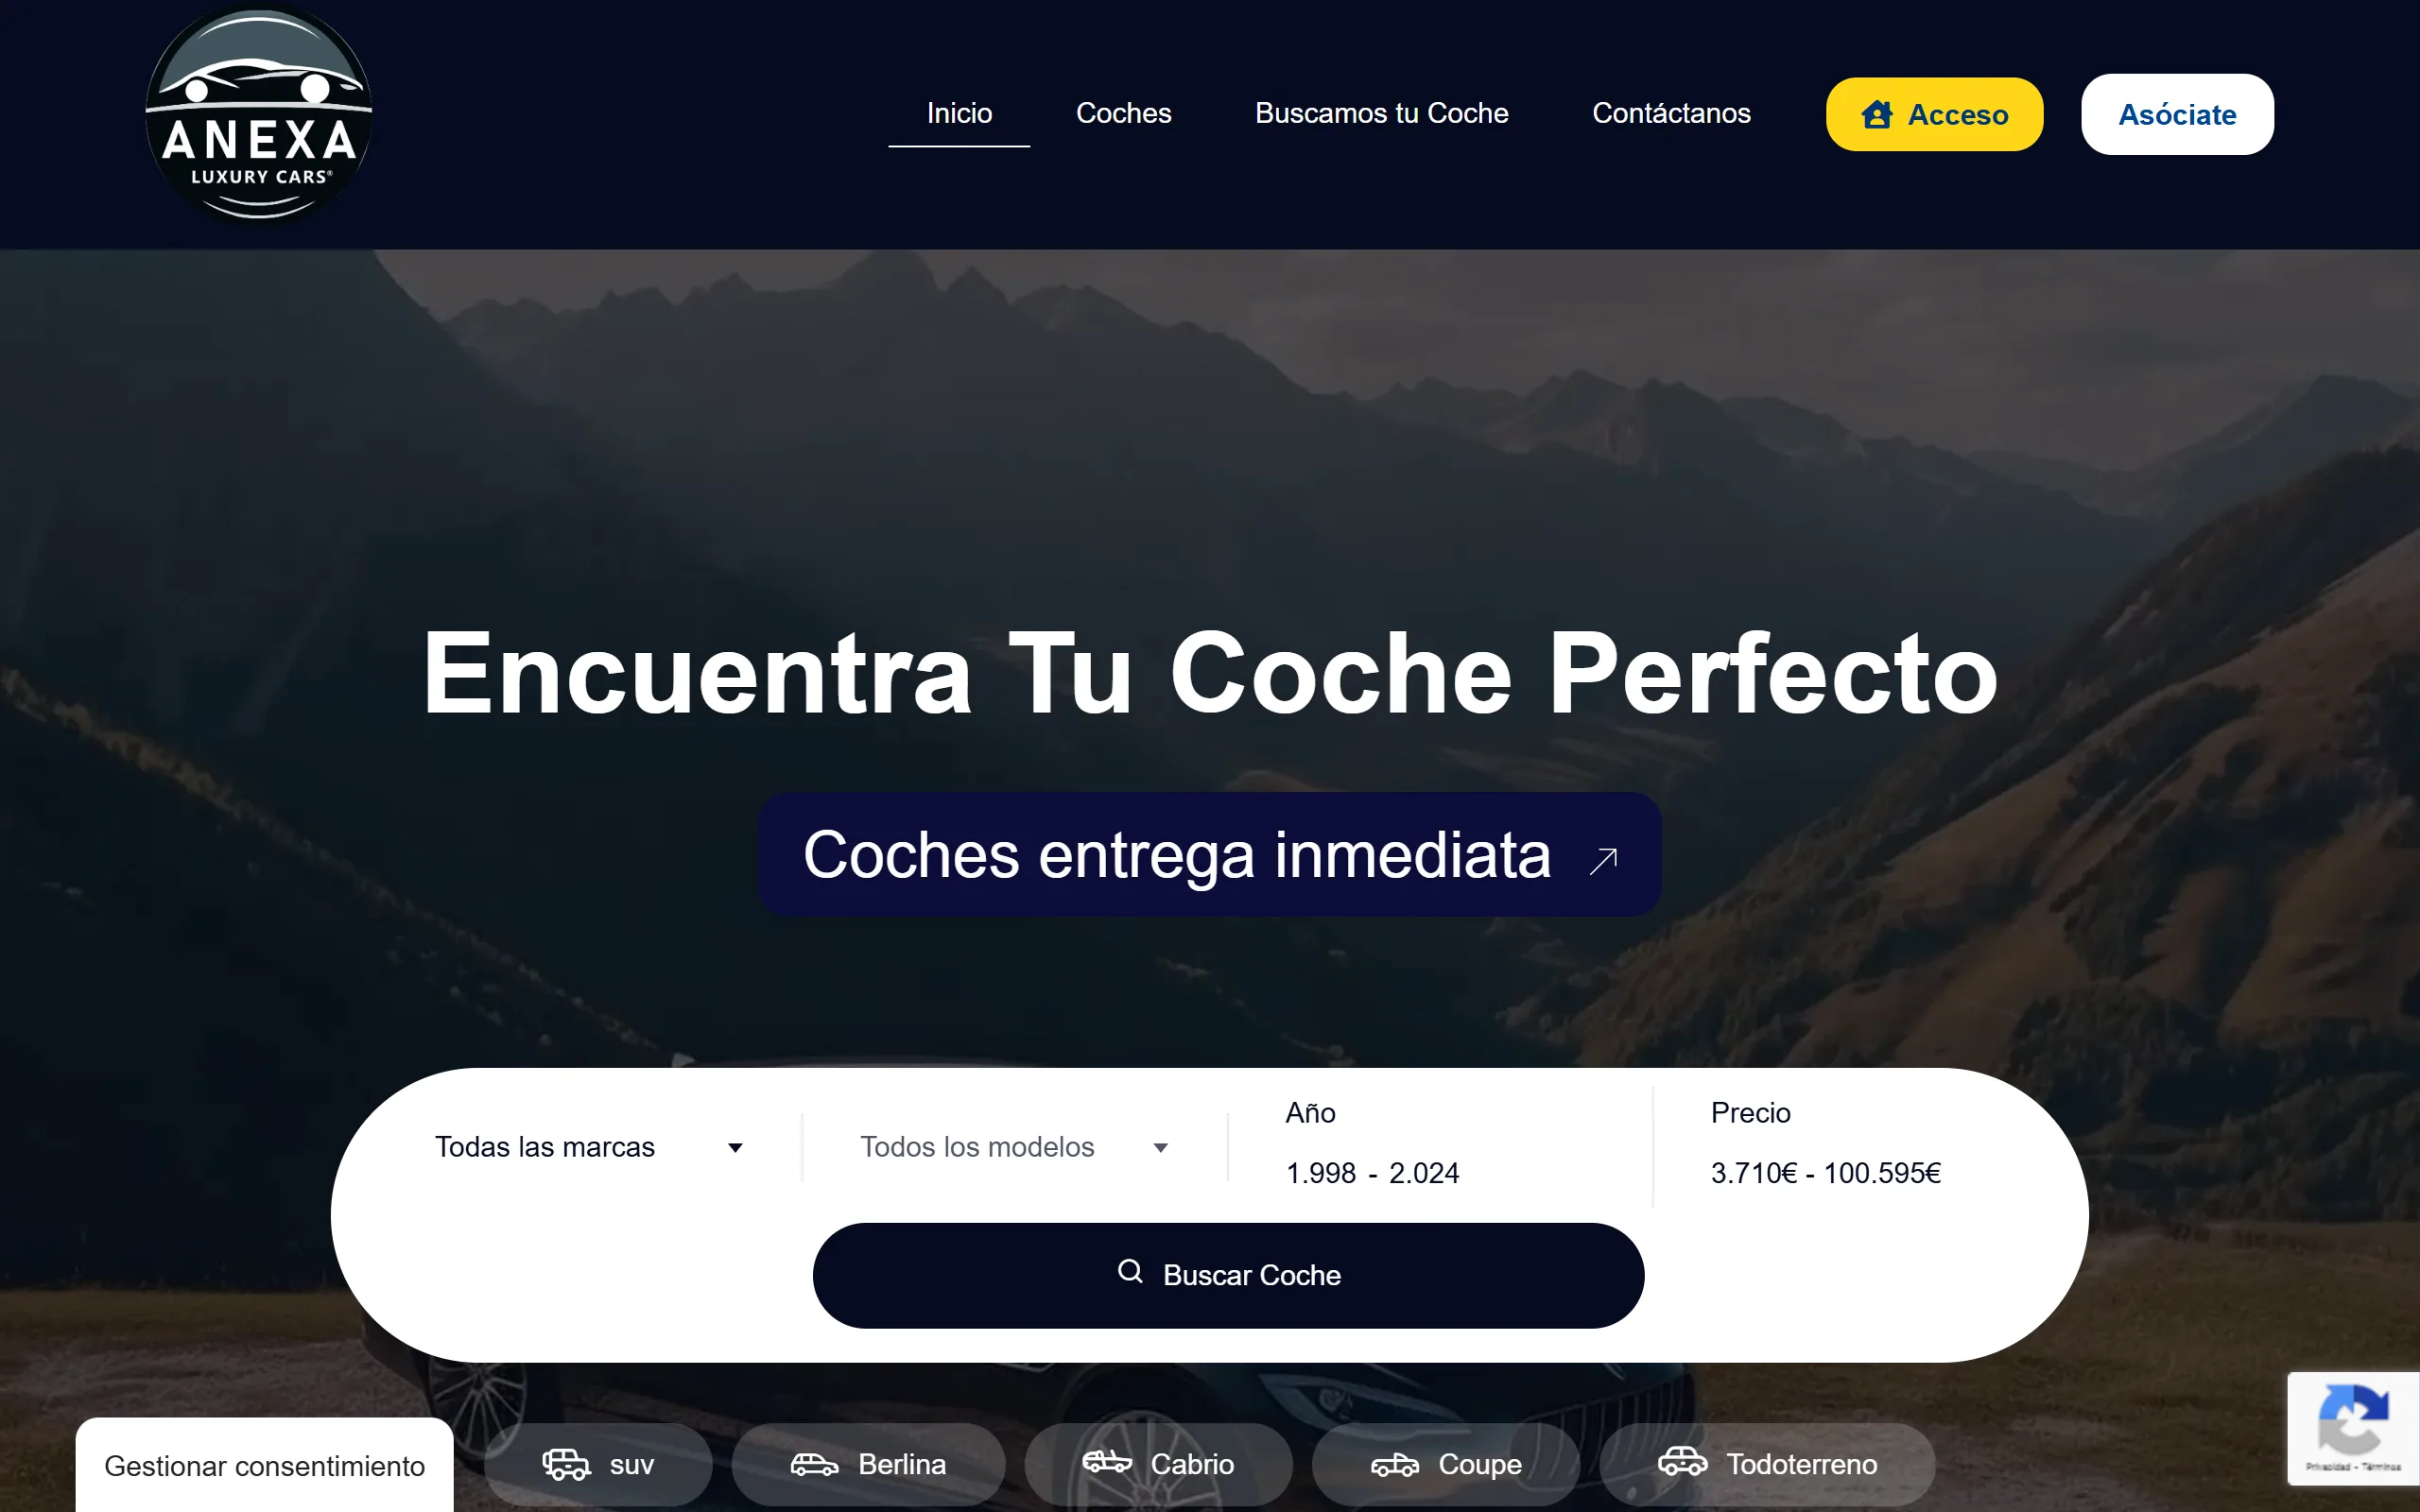 ANEXA
LUXURY CARS®
Inicio
Coches
Buscamos tu Coche
Contáctanos
Acceso
Asóciate
Encuentra Tu Coche Perfecto
Coches entrega inmediata
Todas las marcas
Todos los modelos
Año
1.998 - 2.024
Precio
3.710€ - 100.595€
Buscar Coche
Gestionar consentimiento
suv
Berlina
Cabrio
Coupe
Todoterreno
Privacidad - Términos